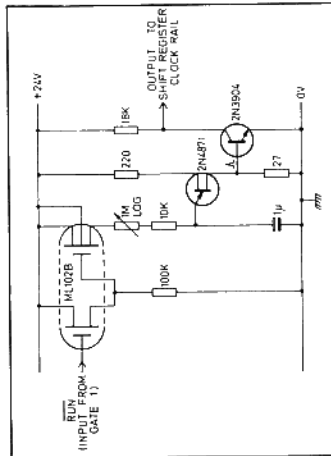 +24V
ML102B
RUN
(INPUT FROM
GATE 1)
1M
LOG
10K
100K
1µ
220
18K
OUTPUT TO
SHIFT REGISTER
CLOCK RAIL
2N4871
2N3904
27
0V